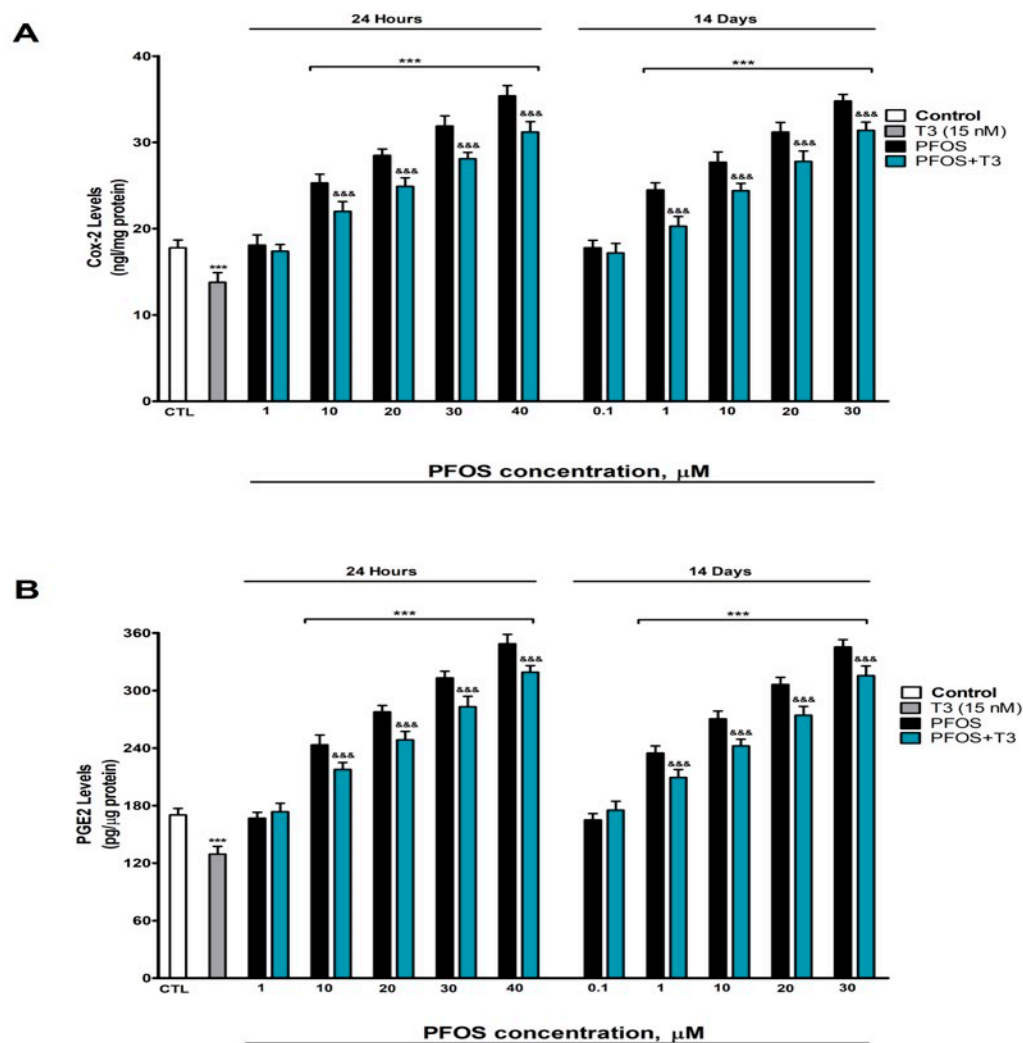 A
24 Hours
14 Days
***
***
40
30
20
10
0
Cox-2 Levels
(ngl/mg protein)
***
&&&
&&&
&&&
&&&
&&&
&&&
&&&
&&&
Control
T3 (15 nM)
PFOS
PFOS+T3
CTL
1
10
20
30
40
0.1
1
10
20
30
PFOS concentration, μM
B
24 Hours
14 Days
***
***
360
300
240
180
120
60
0
PGE2 Levels
(pg/μg protein)
***
&&&
&&&
&&&
&&&
&&&
&&&
&&&
&&&
Control
T3 (15 nM)
PFOS
PFOS+T3
CTL
1
10
20
30
40
0.1
1
10
20
30
PFOS concentration, μM